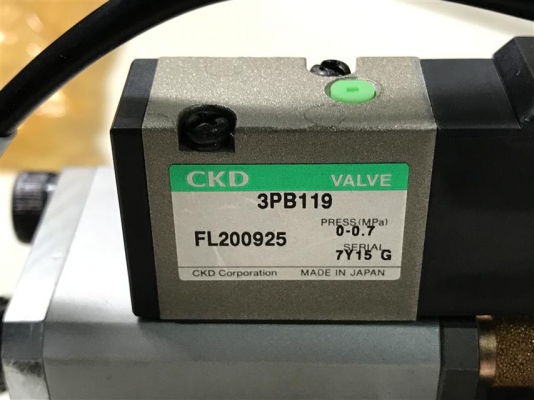 CKD VALVE
3PB119
PRESS(MPa)
FL200925 0-0.7
SERIAL
7Y15 G
CKD Corporation MADE IN JAPAN